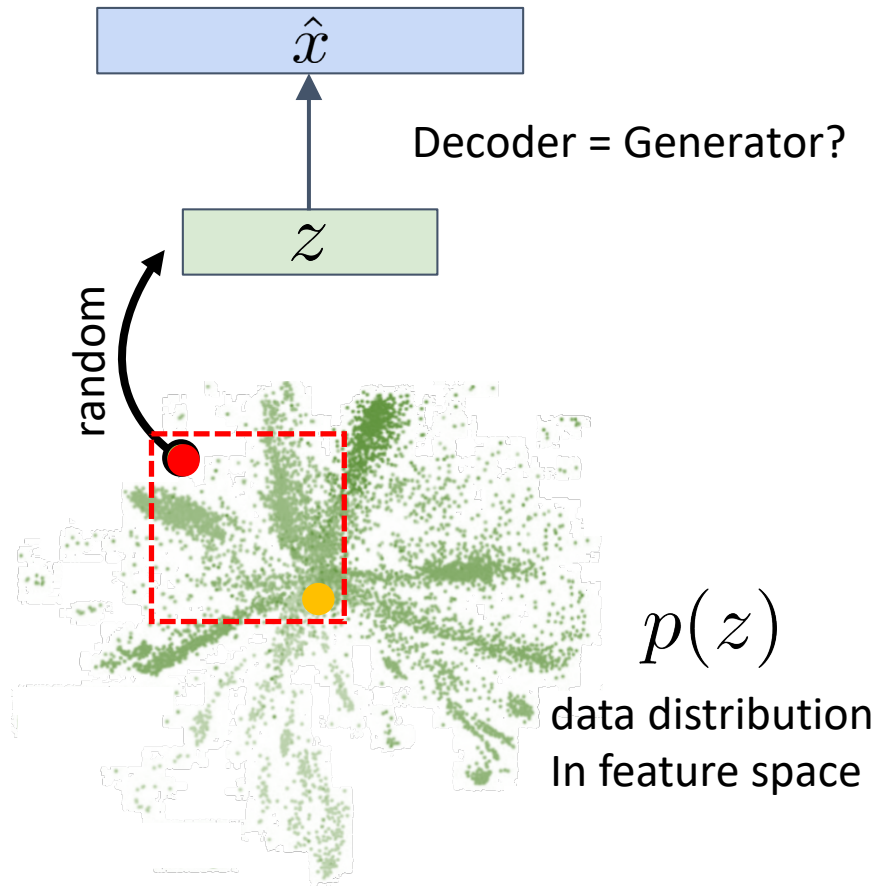 x̂
Decoder = Generator?
z
random
p(z)
data distribution
In feature space